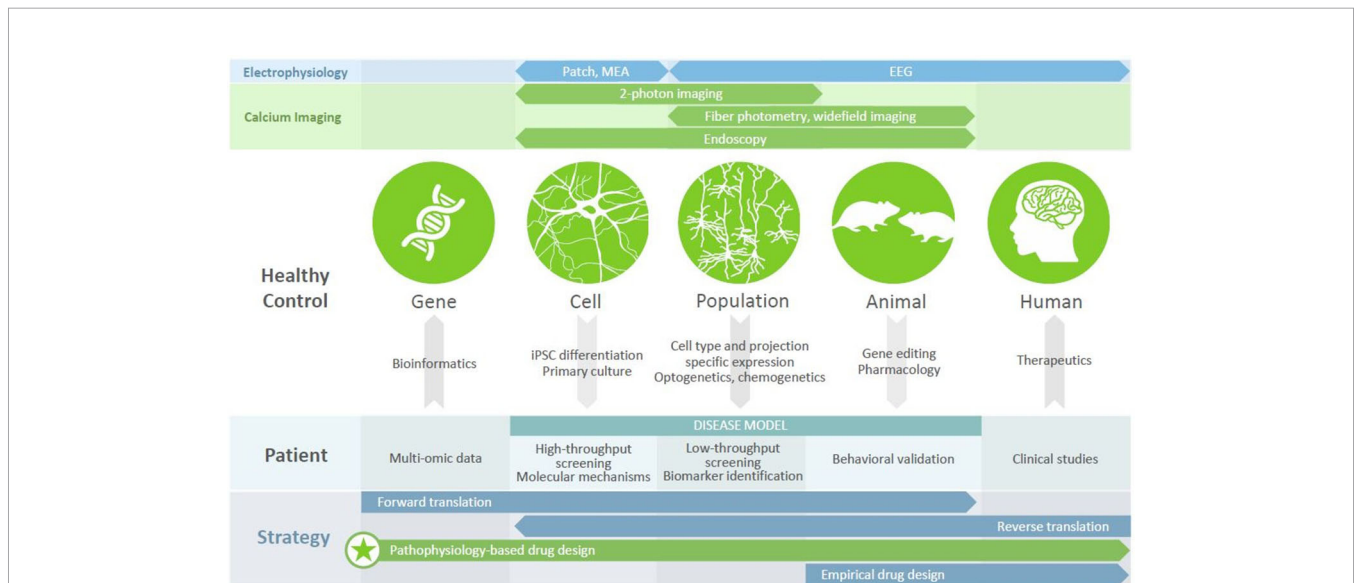 Electrophysiology
Patch, MEA
EEG
Calcium Imaging
2-photon imaging
Fiber photometry, widefield imaging
Endoscopy
Healthy
Control
Gene
Cell
Population
Animal
Human
Bioinformatics
iPSC differentiation
Primary culture
Cell type and projection
specific expression
Optogenetics, chemogenetics
Gene editing
Pharmacology
Therapeutics
Patient
DISEASE MODEL
Multi-omic data
High-throughput
screening
Molecular mechanisms
Low-throughput
screening
Biomarker identification
Behavioral validation
Clinical studies
Strategy
Forward translation
Reverse translation
Pathophysiology-based drug design
Empirical drug design